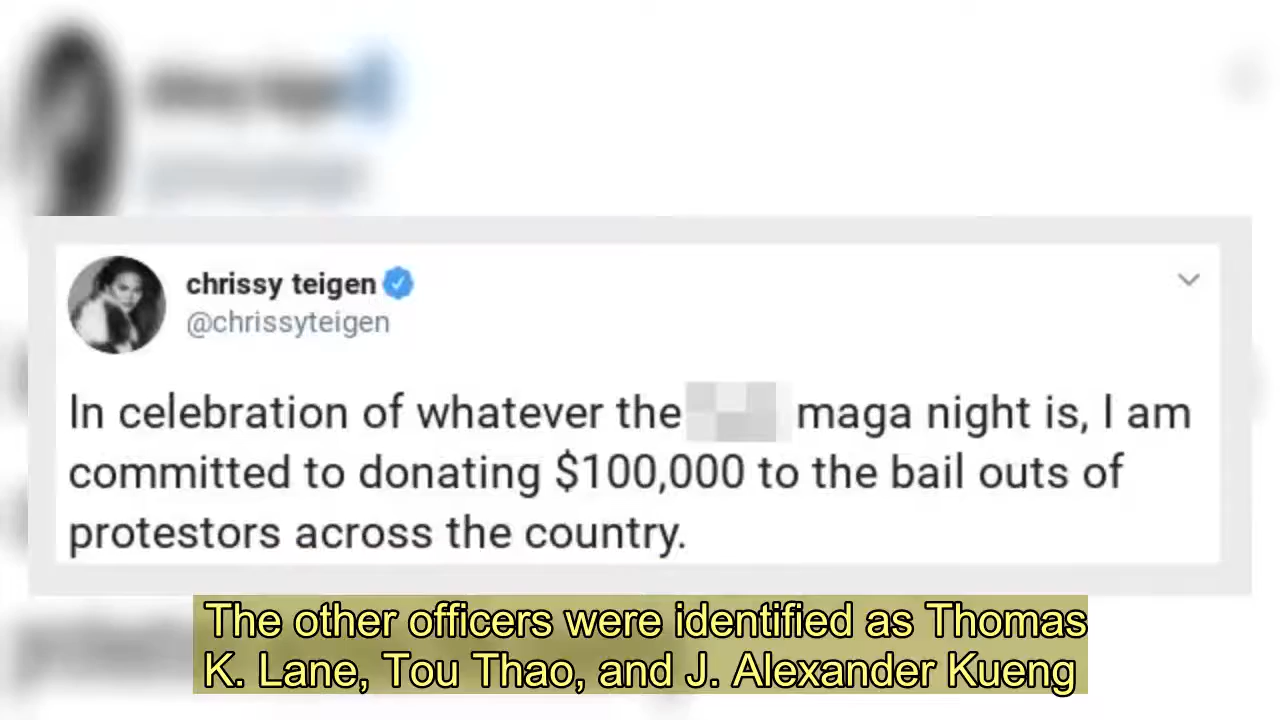 chrissy teigen
@chrissyteigen
In celebration of whatever the maga night is, I am
committed to donating $100,000 to the bail outs of
protestors across the country.
The other officers were identified as Thomas
K. Lane, Tou Thao, and J. Alexander Kueng